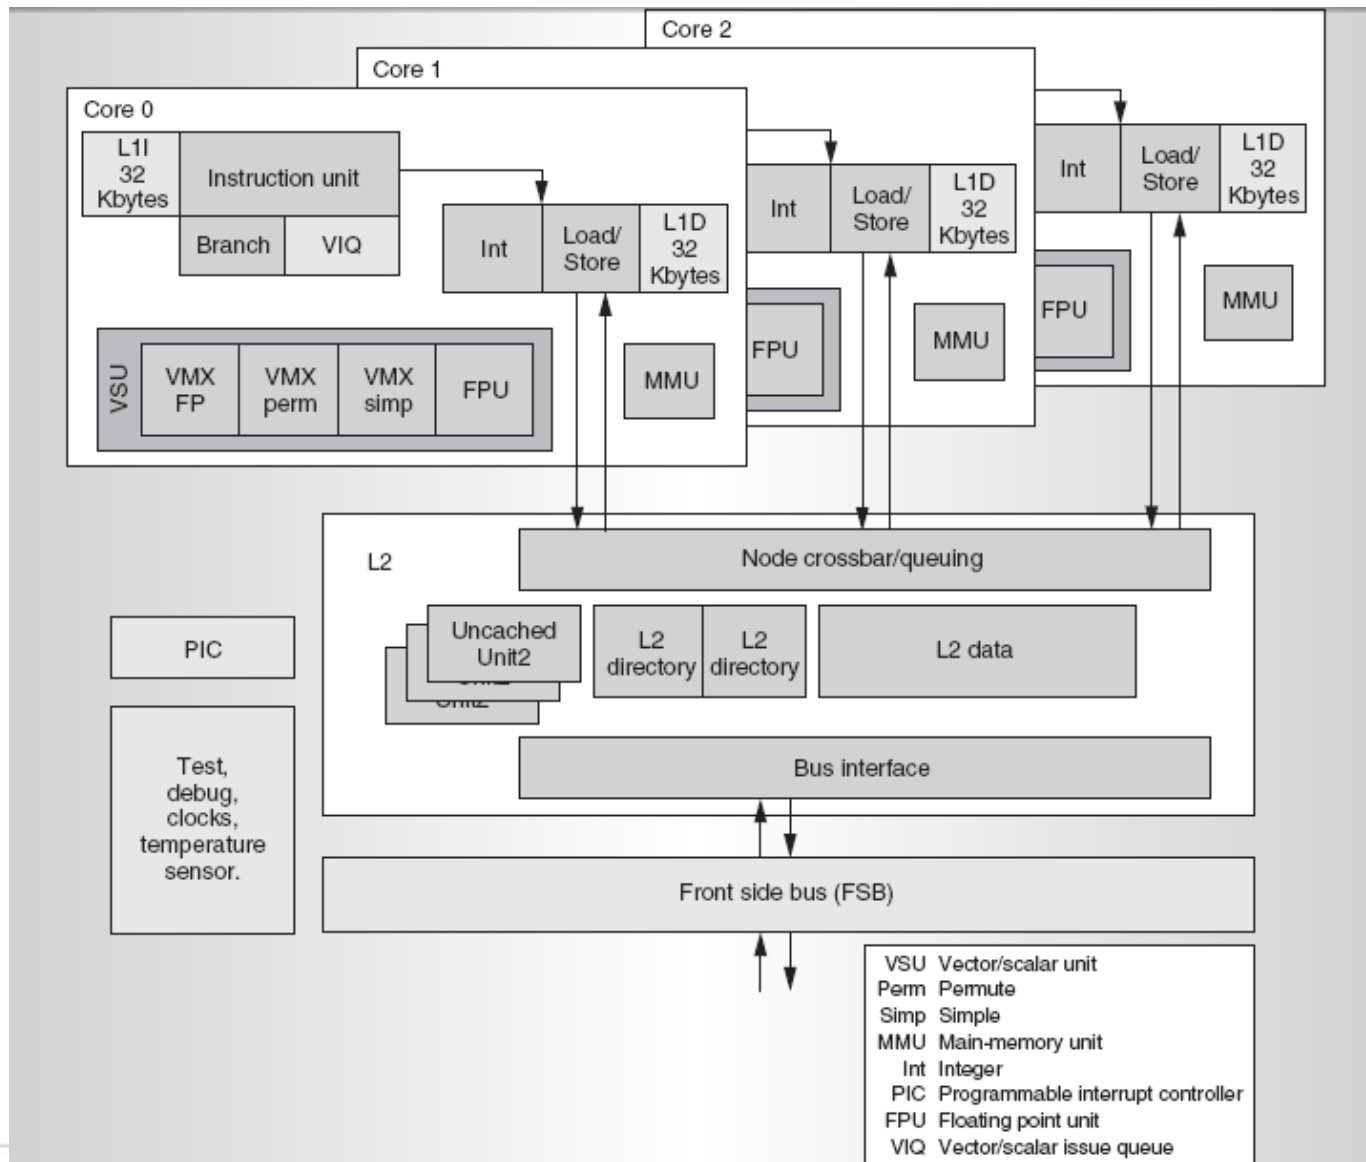 Core 2
Core 1
Core 0
L1I
32
Kbytes
Instruction unit
Branch
VIQ
Int
Load/
Store
L1D
32
Kbytes
VSU
VMX
FP
VMX
perm
VMX
simp
FPU
MMU
Int
Load/
Store
L1D
32
Kbytes
FPU
MMU
Int
Load/
Store
L1D
32
Kbytes
FPU
MMU
L2
Node crossbar/queuing
Uncached
Unit2
Unit2
L2
directory
L2
directory
L2 data
Bus interface
PIC
Test,
debug,
clocks,
temperature
sensor.
Front side bus (FSB)
VSU Vector/scalar unit
Perm Permute
Simp Simple
MMU Main-memory unit
Int Integer
PIC Programmable interrupt controller
FPU Floating point unit
VIQ Vector/scalar issue queue